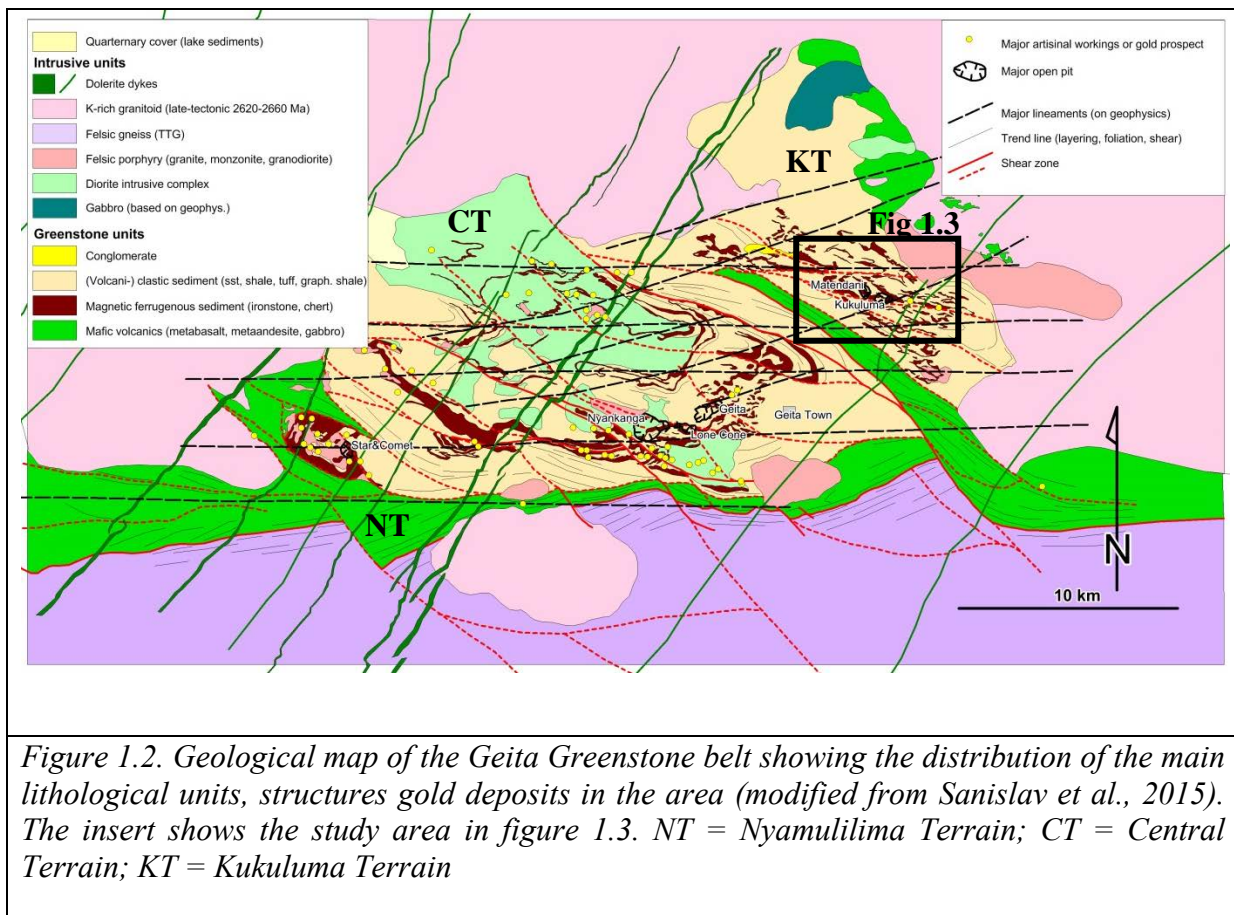 Quaternary cover (lake sediments)
Intrusive units
Dolerite dykes
K-rich granitoid (late-tectonic 2620-2660 Ma)
Felsic gneiss (TTG)
Felsic porphyry (granite, monzonite, granodiorite)
Diorite intrusive complex
Gabbro (based on geophys.)
Greenstone units
Conglomerate
(Volcani-) clastic sediment (sst, shale, tuff, graph. shale)
Magnetic ferrugenous sediment (ironstone, chert)
Mafic volcanics (metabasalt, metaandesite, gabbro)
Major artisinal workings or gold prospect
Major open pit
Major lineaments (on geophysics)
Trend line (layering, foliation, shear)
Shear zone
KT
CT
Fig 1.3
Matendani
Kukuluma
Nyankanga
Geita
Geita Town
Lone Cone
Star&Comet
NT
N
10 km
Figure 1.2. Geological map of the Geita Greenstone belt showing the distribution of the main
lithological units, structures gold deposits in the area (modified from Sanislav et al., 2015).
The insert shows the study area in figure 1.3. NT = Nyamulilima Terrain; CT = Central
Terrain; KT = Kukuluma Terrain